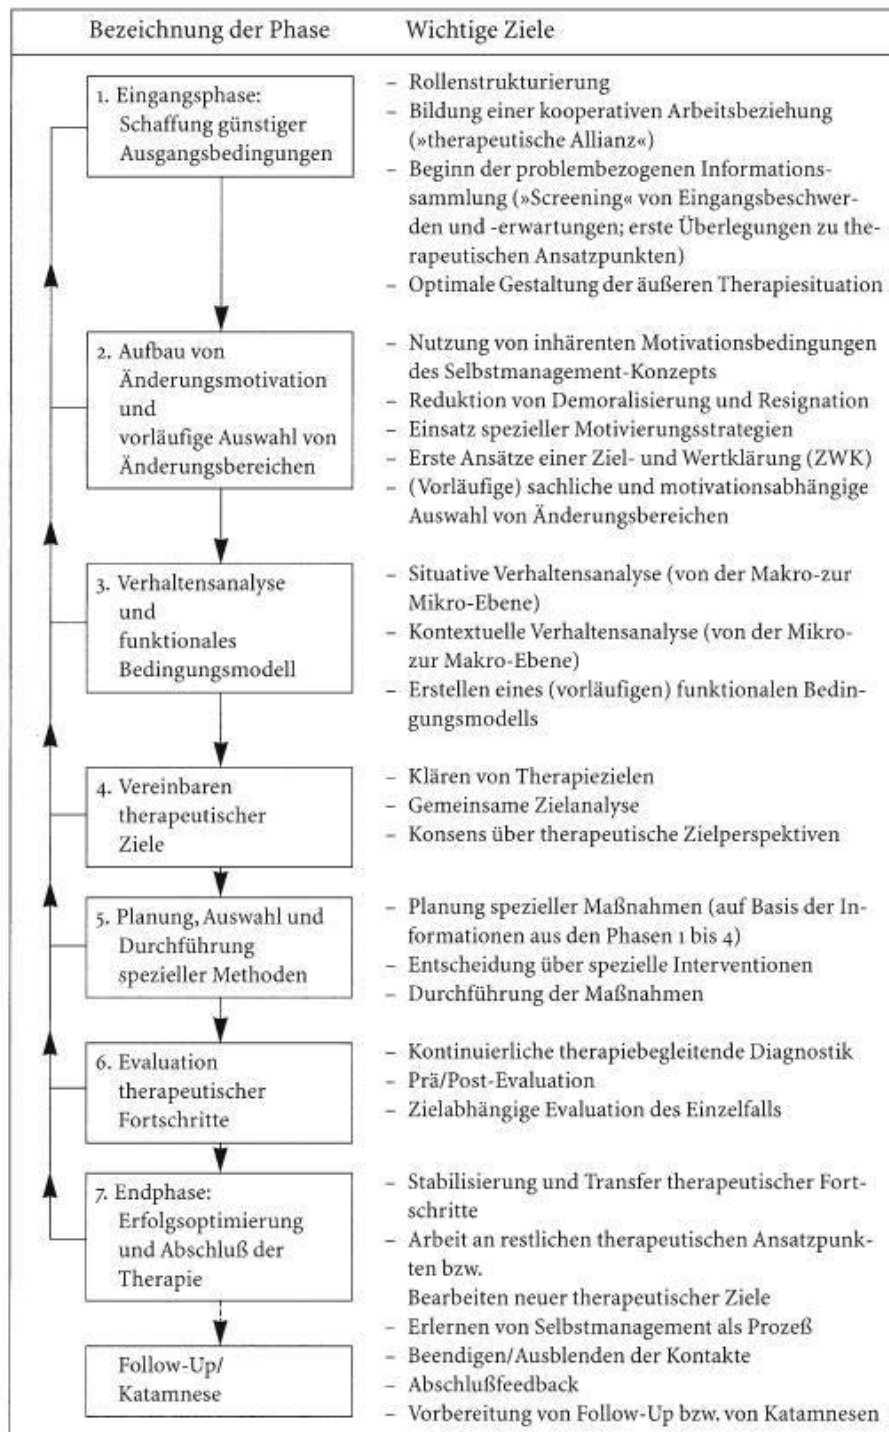 Bezeichnung der Phase
Wichtige Ziele
1. Eingangsphase:
Schaffung günstiger
Ausgangsbedingungen
– Rollenstrukturierung
– Bildung einer kooperativen Arbeitsbeziehung
(»therapeutische Allianz«)
– Beginn der problembezogenen Informations-
sammlung (»Screening« von Eingangsbeschwer-
den und -erwartungen; erste Überlegungen zu the-
rapeutischen Ansatzpunkten)
– Optimale Gestaltung der äußeren Therapiesituation
2. Aufbau von
Änderungsmotivation
und
vorläufige Auswahl von
Änderungsbereichen
– Nutzung von inhärenten Motivationsbedingungen
des Selbstmanagement-Konzepts
– Reduktion von Demoralisierung und Resignation
– Einsatz spezieller Motivierungsstrategien
– Erste Ansätze einer Ziel- und Wertklärung (ZWK)
– (Vorläufige) sachliche und motivationsabhängige
Auswahl von Änderungsbereichen
3. Verhaltensanalyse
und
funktionales
Bedingungsmodell
– Situative Verhaltensanalyse (von der Makro-zur
Mikro-Ebene)
– Kontextuelle Verhaltensanalyse (von der Mikro-
zur Makro-Ebene)
– Erstellen eines (vorläufigen) funktionalen Bedin-
gungsmodells
4. Vereinbaren
therapeutischer
Ziele
– Klären von Therapiezielen
– Gemeinsame Zielanalyse
– Konsens über therapeutische Zielperspektiven
5. Planung, Auswahl und
Durchführung
spezieller Methoden
– Planung spezieller Maßnahmen (auf Basis der In-
formationen aus den Phasen 1 bis 4)
– Entscheidung über spezielle Interventionen
– Durchführung der Maßnahmen
6. Evaluation
therapeutischer
Fortschritte
– Kontinuierliche therapiebegleitende Diagnostik
– Prä/Post-Evaluation
– Zielabhängige Evaluation des Einzelfalls
7. Endphase:
Erfolgsoptimierung
und Abschluß der
Therapie
– Stabilisierung und Transfer therapeutischer Fort-
schritte
– Arbeit an restlichen therapeutischen Ansatzpunk-
ten bzw.
Bearbeiten neuer therapeutischer Ziele
– Erlernen von Selbstmanagement als Prozeß
– Beendigen/Ausblenden der Kontakte
– Abschlußfeedback
– Vorbereitung von Follow-Up bzw. von Katamnesen
Follow-Up/
Katamnese